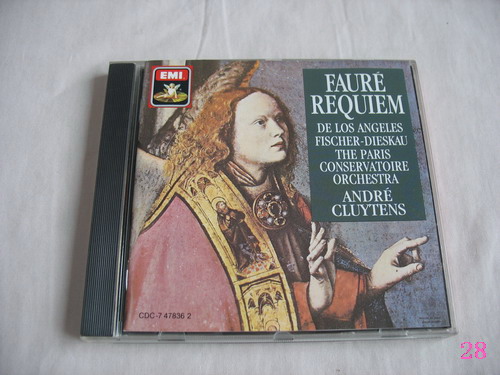 EMI
FAURÉ
REQUIEM
DE LOS ANGELES
FISCHER-DIESKAU
THE PARIS
CONSERVATOIRE
ORCHESTRA
ANDRÉ
CLUYTENS
CDC-7 47836 2
28